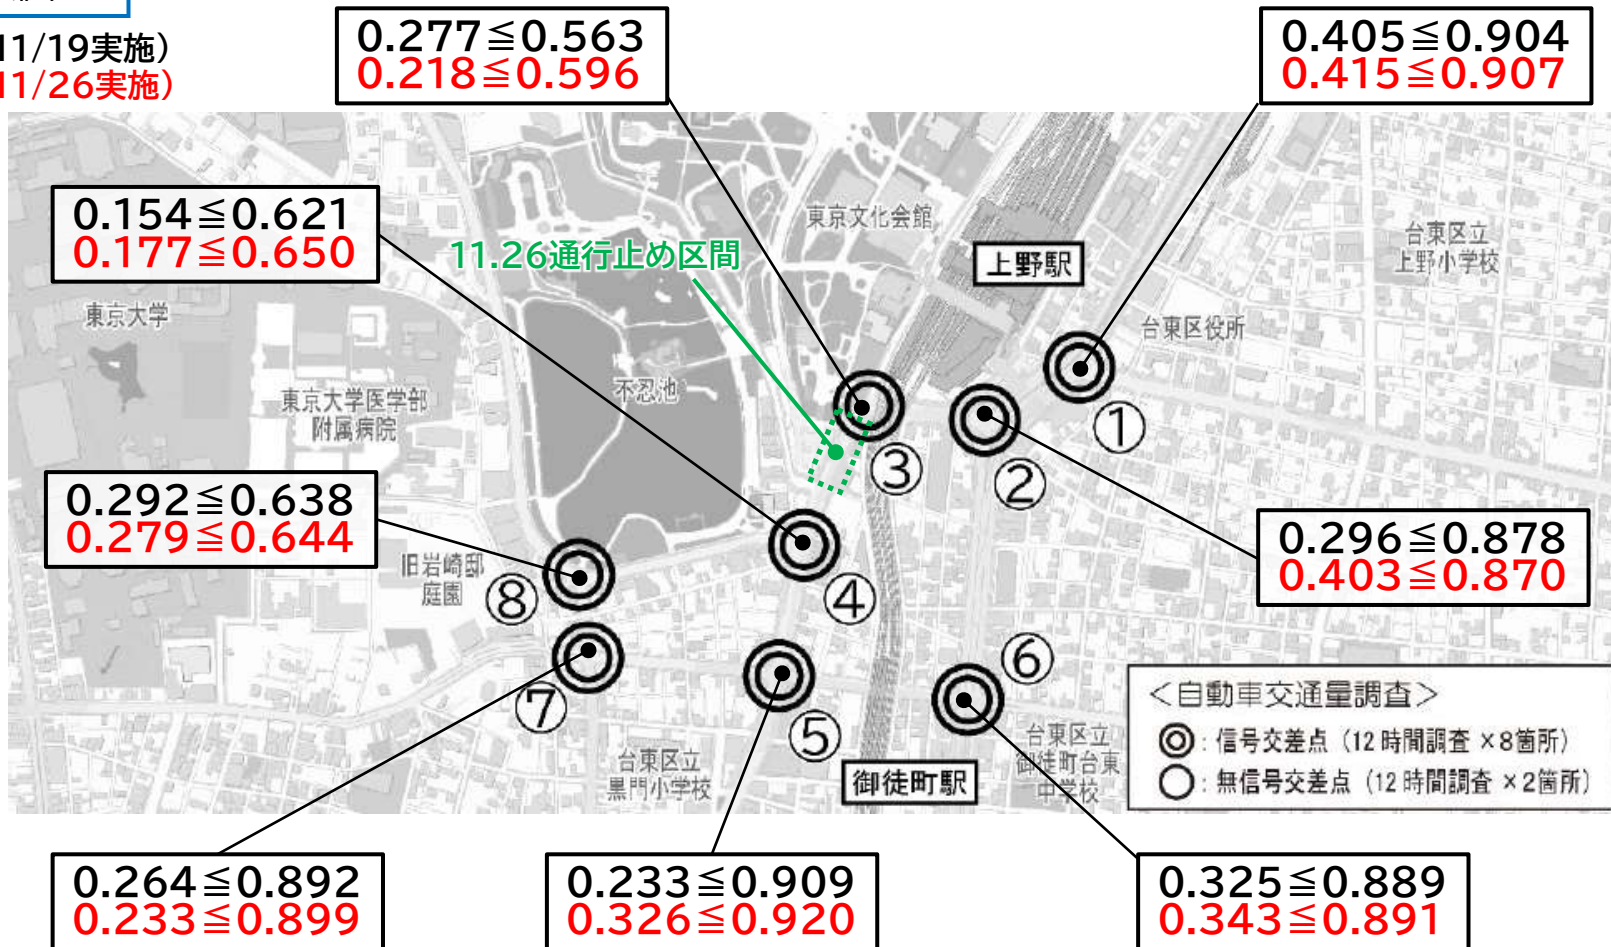 11/19実施)
11/26実施)
0.277≦0.563
0.218≦0.596
0.405≦0.904
0.415≦0.907
0.154≦0.621
0.177≦0.650
11.26通行止め区間
東京文化会館
上野駅
台東区立
上野小学校
東京大学
台東区役所
東京大学医学部
附属病院
不忍池
①
②
③
0.292≦0.638
0.279≦0.644
0.296≦0.878
0.403≦0.870
旧岩崎邸
庭園
⑧
④
⑥
⑦
⑤
台東区立
黒門小学校
御徒町駅
台東区立
御徒町台東
中学校
<自動車交通量調査>
◎:信号交差点(12時間調査×8箇所)
○:無信号交差点(12時間調査×2箇所)
0.264≦0.892
0.233≦0.899
0.233≦0.909
0.326≦0.920
0.325≦0.889
0.343≦0.891